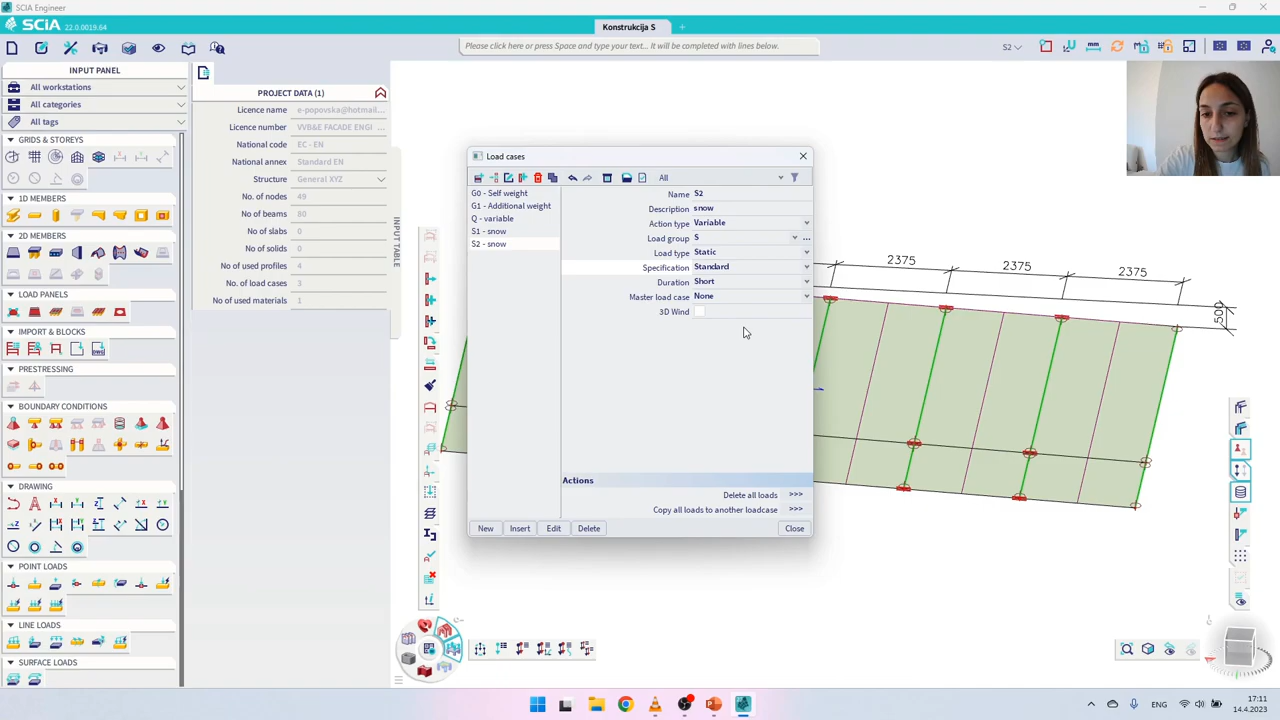 SCIA Engineer
SCIA
22.0.0019.64
Konstrukcija S
Please click here or press Space and type your text... It will be completed with lines below.
S2
INPUT PANEL
All workstations
All categories
All tags
GRIDS & STOREYS
1D MEMBERS
2D MEMBERS
LOAD PANELS
IMPORT & BLOCKS
PRESTRESSING
BOUNDARY CONDITIONS
DRAWING
POINT LOADS
LINE LOADS
SURFACE LOADS
PROJECT DATA (1)
Licence name e-popovska@hotmail...
Licence number VVB&E FACADE ENGI ...
National code EC - EN
National annex Standard EN
Structure General XYZ
No. of nodes 49
No. of beams 80
No. of slabs 0
No. of solids 0
No of used profiles 4
No. of load cases 3
No of used materials 1
INPUT TABLE
Load cases
All
G0 - Self weight
G1 - Additional weight
Q - variable
S1 - snow
S2 - snow
Name S2
Description snow
Action type Variable
Load group S ...
Load type Static
Specification Standard
Duration Short
Master load case None
3D Wind
Actions
Delete all loads >>>
Copy all loads to another loadcase >>>
New Insert Edit Delete Close
2375
2375
2375
500
ENG
17:11
14.4.2023